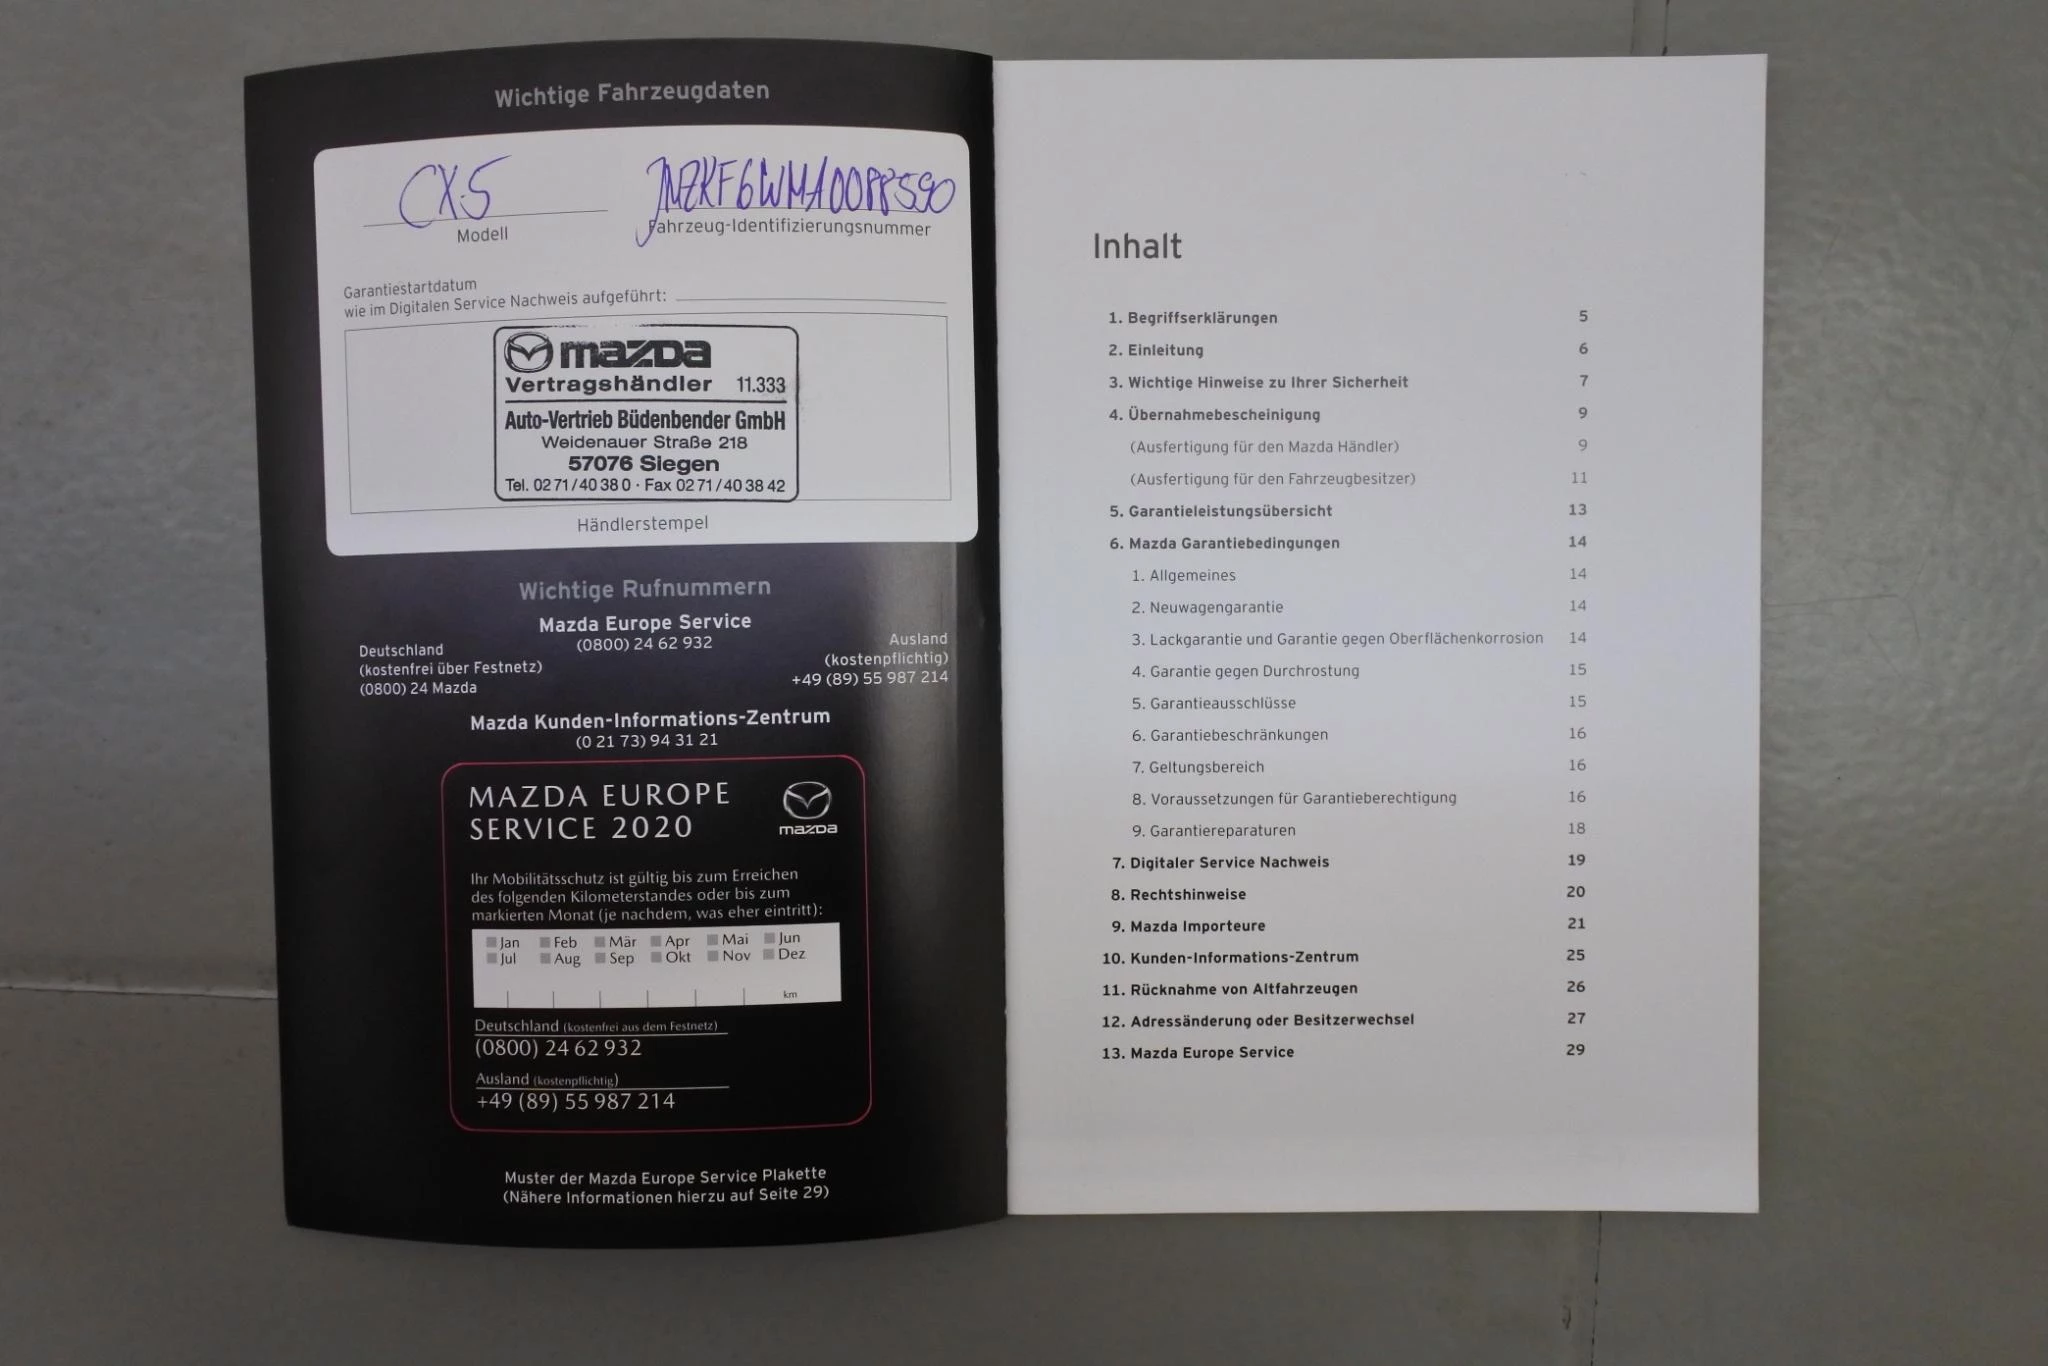 Wichtige Fahrzeugdaten
CX-5
JMZKF6WMA0088590
Modell
Fahrzeug-Identifizierungsnummer
Garantiestartdatum
wie im Digitalen Service Nachweis aufgeführt:
mazda
Vertragshändler 11.333
Auto-Vertrieb Büdenbender GmbH
Weidenauer Straße 218
57076 Siegen
Tel. 02 71/40 38 0 · Fax 02 71/40 38 42
Händlerstempel
Wichtige Rufnummern
Mazda Europe Service
(0800) 24 62 932
Deutschland
(kostenfrei über Festnetz)
(0800) 24 Mazda
Ausland
(kostenpflichtig)
+49 (89) 55 987 214
Mazda Kunden-Informations-Zentrum
(0 21 73) 94 31 21
MAZDA EUROPE
SERVICE 2020
mazda
Ihr Mobilitätsschutz ist gültig bis zum Erreichen
des folgenden Kilometerstandes oder bis zum
markierten Monat (je nachdem, was eher eintritt):
Jan Feb Mär Apr Mai Jun
Jul Aug Sep Okt Nov Dez
km
Deutschland (kostenfrei aus dem Festnetz)
(0800) 24 62 932
Ausland (kostenpflichtig)
+49 (89) 55 987 214
Muster der Mazda Europe Service Plakette
(Nähere Informationen hierzu auf Seite 29)
Inhalt
1. Begriffserklärungen 5
2. Einleitung 6
3. Wichtige Hinweise zu Ihrer Sicherheit 7
4. Übernahmebescheinigung 9
(Ausfertigung für den Mazda Händler) 9
(Ausfertigung für den Fahrzeugbesitzer) 11
5. Garantieleistungsübersicht 13
6. Mazda Garantiebedingungen 14
1. Allgemeines 14
2. Neuwagengarantie 14
3. Lackgarantie und Garantie gegen Oberflächenkorrosion 14
4. Garantie gegen Durchrostung 15
5. Garantieausschlüsse 15
6. Garantiebeschränkungen 16
7. Geltungsbereich 16
8. Voraussetzungen für Garantieberechtigung 16
9. Garantiereparaturen 18
7. Digitaler Service Nachweis 19
8. Rechtshinweise 20
9. Mazda Importeure 21
10. Kunden-Informations-Zentrum 25
11. Rücknahme von Altfahrzeugen 26
12. Adressänderung oder Besitzerwechsel 27
13. Mazda Europe Service 29